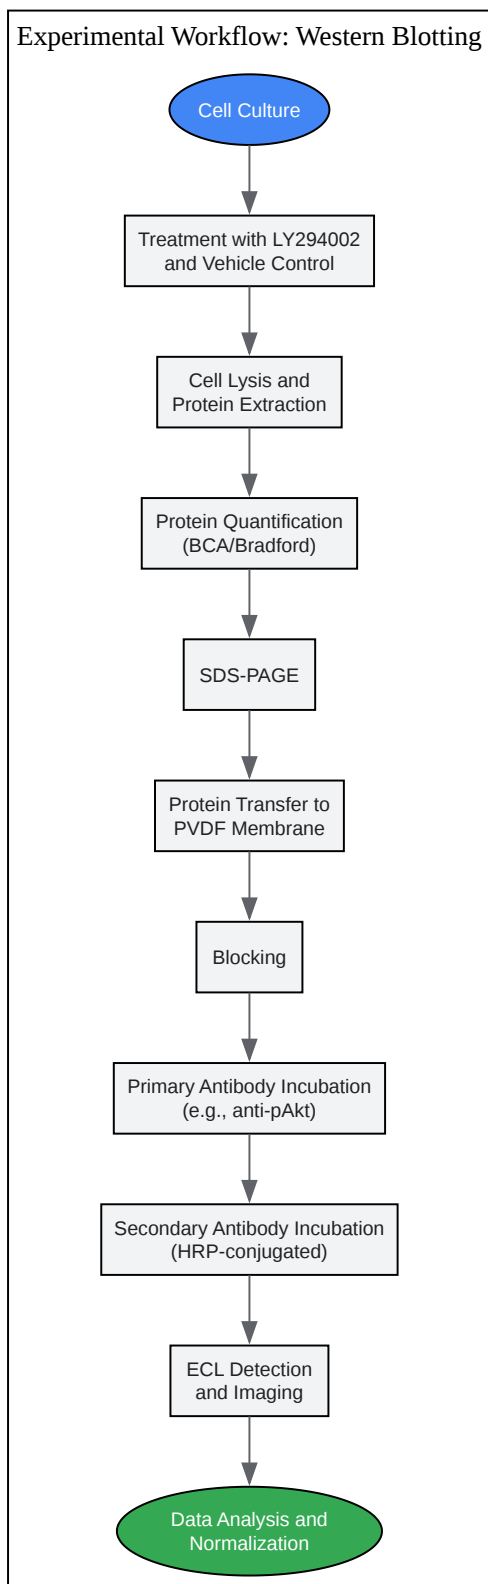 Experimental Workflow: Western Blotting
Cell Culture
Treatment with LY294002
and Vehicle Control
Cell Lysis and
Protein Extraction
Protein Quantification
(BCA/Bradford)
SDS-PAGE
Protein Transfer to
PVDF Membrane
Blocking
Primary Antibody Incubation
(e.g., anti-pAkt)
Secondary Antibody Incubation
(HRP-conjugated)
ECL Detection
and Imaging
Data Analysis and
Normalization